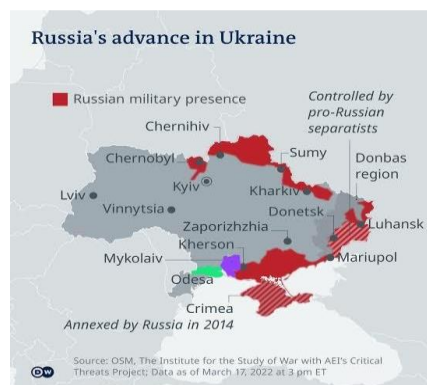 Russia's advance in Ukraine
Russian military presence
Controlled by
pro-Russian
separatists
Chernihiv
Chernobyl
Sumy
Donbas
region
Kyiv
Kharkiv
Lviv
Vinnytsia
Donetsk
Zaporizhzhia
Luhansk
Kherson
Mykolaiv
Mariupol
Odesa
Crimea
Annexed by Russia in 2014
DW
Source: OSM, The Institute for the Study of War with AEI's Critical
Threats Project; Data as of March 17, 2022 at 3 pm ET